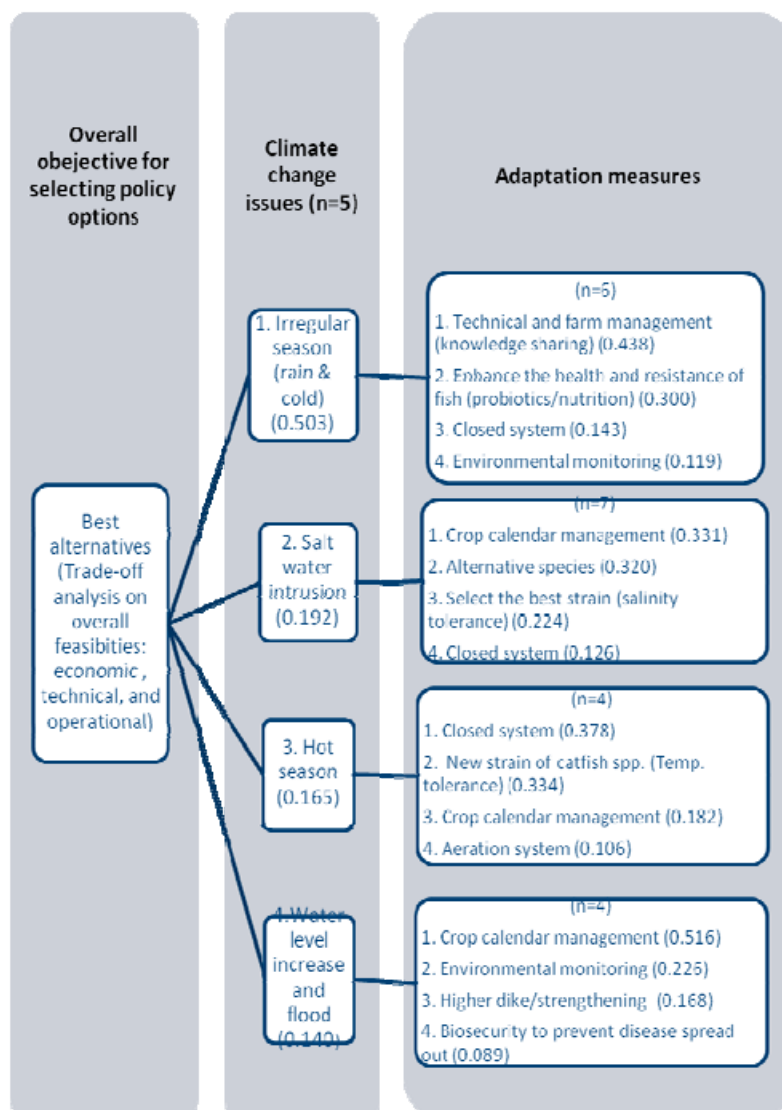 Overall
obejective for
selecting policy
options
Climate
change
issues (n=5)
Adaptation measures
Best
alternatives
(Trade-off
analysis on
overall
feasibities:
economic ,
technical, and
operational)
1. Irregular
season
(rain &
cold)
(0.503)
(n=6)
1. Technical and farm management
(knowledge sharing) (0.438)
2. Enhance the health and resistance of
fish (probiotics/nutrition) (0.300)
3. Closed system (0.143)
4. Environmental monitoring (0.119)
2. Salt
water
intrusion
(0.192)
(n=7)
1. Crop calendar management (0.331)
2. Alternative species (0.320)
3. Select the best strain (salinity
tolerance) (0.224)
4. Closed system (0.126)
3. Hot
season
(0.165)
(n=4)
1. Closed system (0.378)
2. New strain of catfish spp. (Temp.
tolerance) (0.334)
3. Crop calendar management (0.182)
4. Aeration system (0.106)
4. Water
level
increase
and
flood
(0.140)
(n=4)
1. Crop calendar management (0.516)
2. Environmental monitoring (0.226)
3. Higher dike/strengthening (0.168)
4. Biosecurity to prevent disease spread
out (0.089)